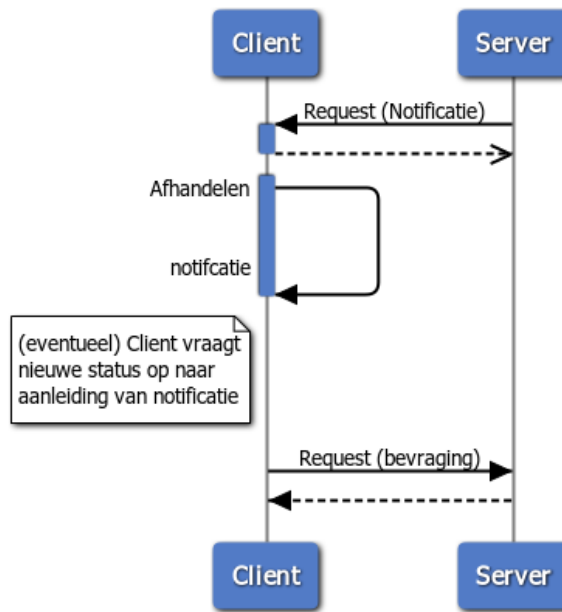 Client Server
Request (Notificatie)
Afhandelen
notifcatie
(eventueel) Client vraagt
nieuwe status op naar
aanleiding van notificatie
Request (bevraging)
Client Server